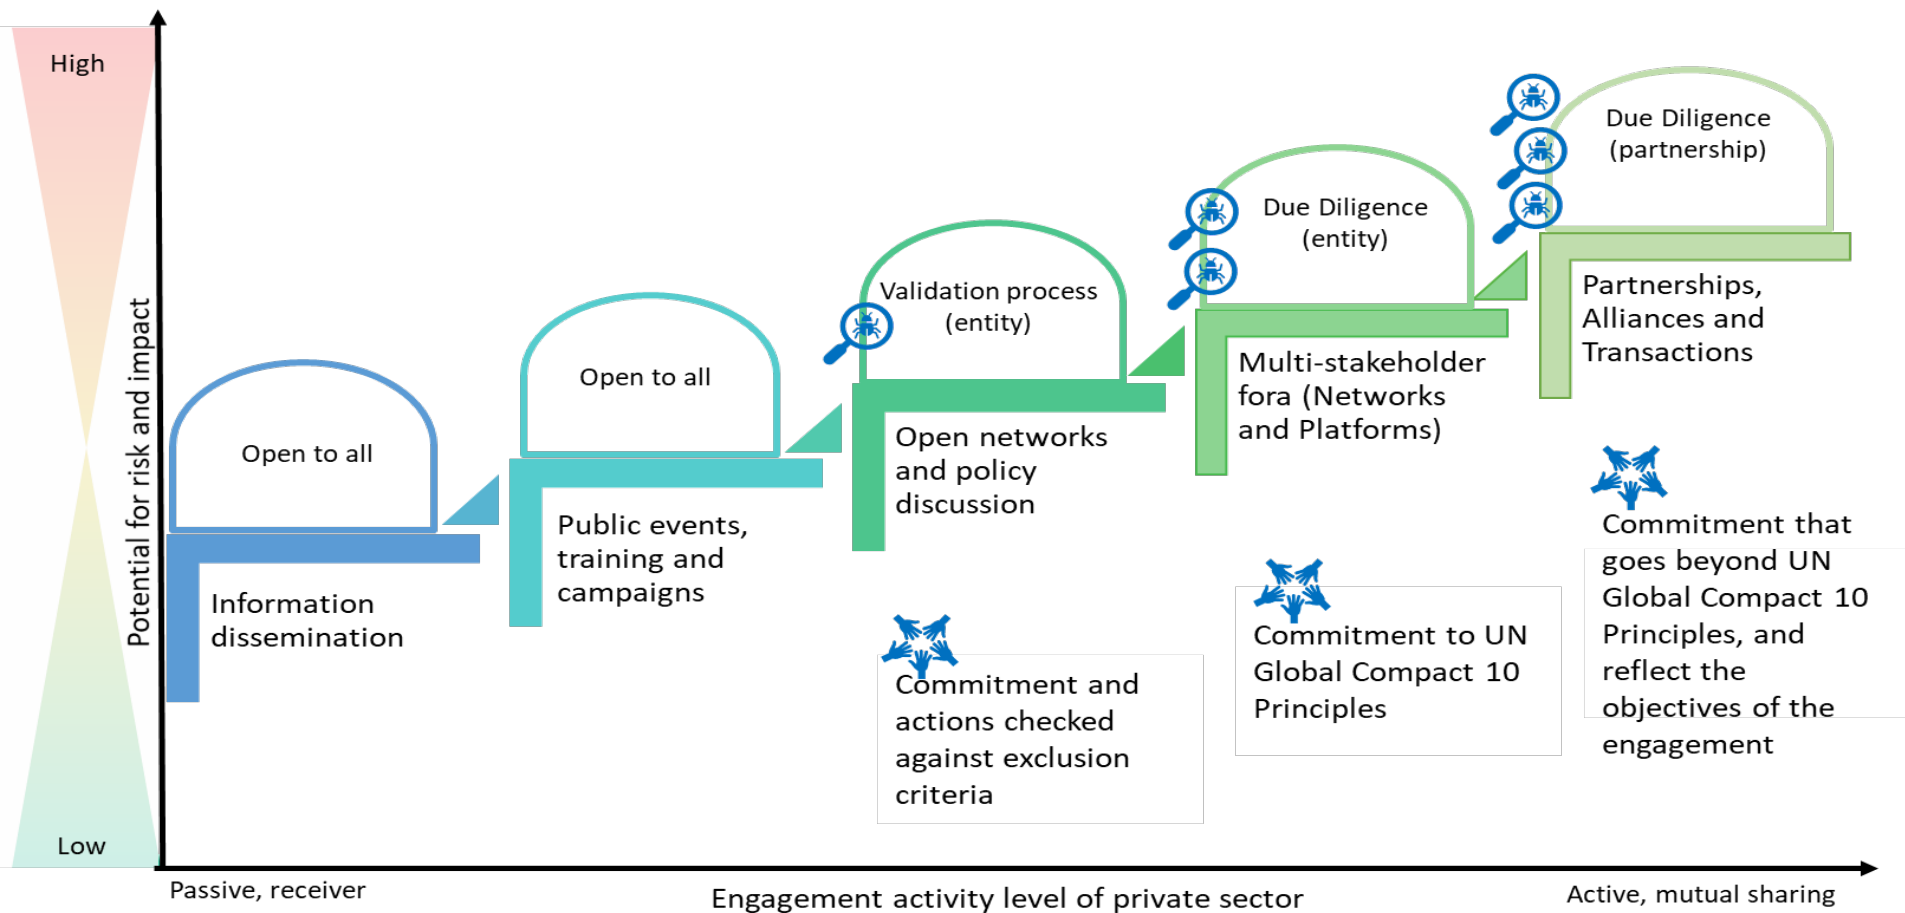 High
Potential for risk and impact
Low
Open to all
Information
dissemination
Open to all
Public events,
training and
campaigns
Validation process
(entity)
Open networks
and policy
discussion
Commitment and
actions checked
against exclusion
criteria
Due Diligence
(entity)
Multi-stakeholder
fora (Networks
and Platforms)
Commitment to UN
Global Compact 10
Principles
Due Diligence
(partnership)
Partnerships,
Alliances and
Transactions
Commitment that
goes beyond UN
Global Compact 10
Principles, and
reflect the
objectives of the
engagement
Passive, receiver
Engagement activity level of private sector
Active, mutual sharing